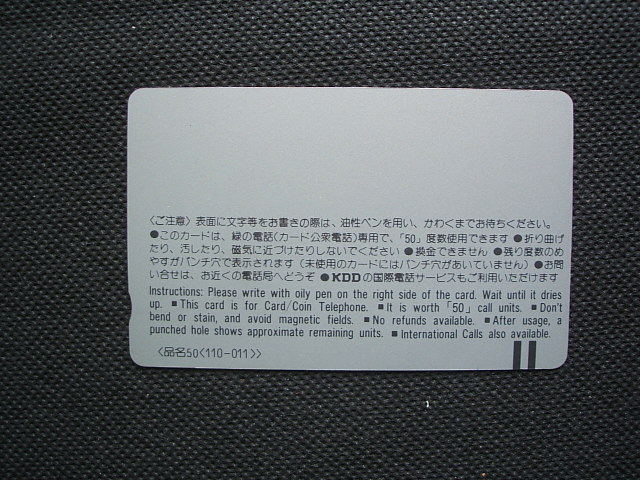 〈ご注意〉表面に文字等をお書きの際は、油性ペンを用い、かわくまでお待ちください。
●このカードは、緑の電話(カード公衆電話)専用で、「50」度数使用できます ●折り曲げ
たり、汚したり、磁気に近づけたりしないでください ●換金できません ●残り度数のめ
やすがパンチ穴で表示されます(未使用のカードにはパンチ穴があいていません) ●お問
い合せは、お近くの電話局へどうぞ ●KDDの国際電話サービスもご利用いただけます
Instructions: Please write with oily pen on the right side of the card. Wait until it dries
up. ■ This card is for Card/Coin Telephone. ■ It is worth「50」call units. ■ Don't
bend or stain, and avoid magnetic fields. ■ No refunds available. ■ After usage, a
punched hole shows approximate remaining units. ■ International Calls also available.
〈品名50〈110-011〉〉